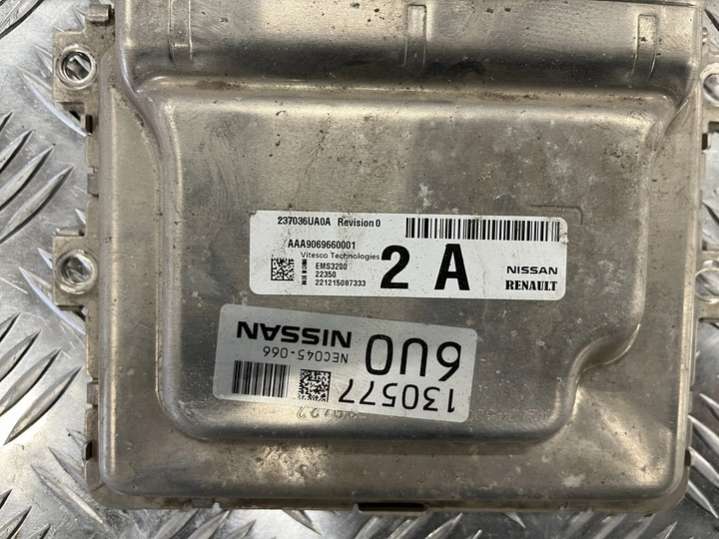 237036UA0A Revision 0
AAA9069660001
Vitesco Technologies
EMS3200
22350
221215087333
2 A
NISSAN
RENAULT
130577
6U0
NEC045-066
NISSAN